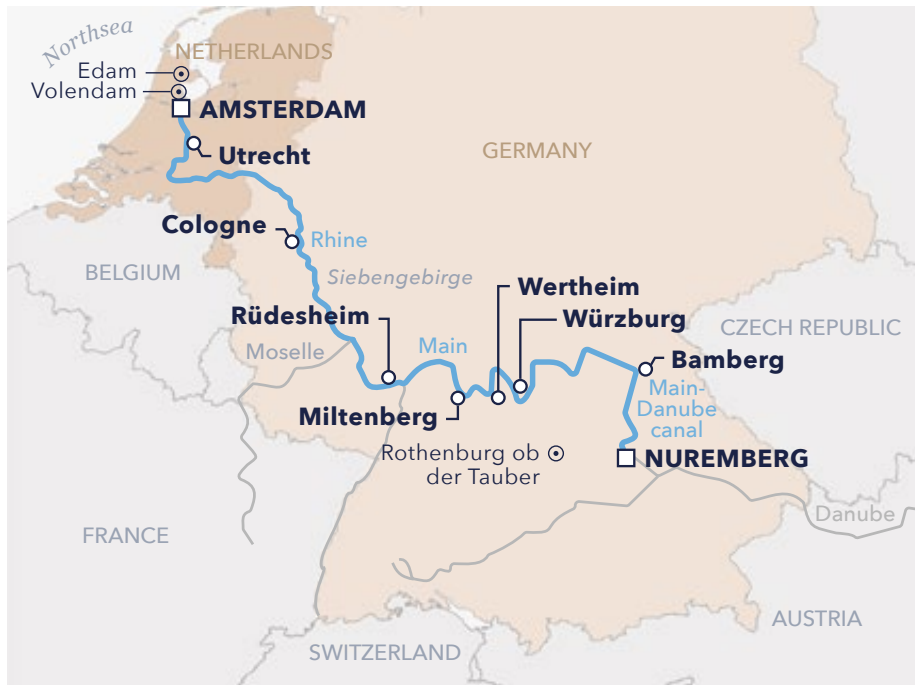 Northsea
NETHERLANDS
Edam
Volendam
AMSTERDAM
Utrecht
GERMANY
Cologne
Rhine
BELGIUM
Siebengebirge
Wertheim
Rüdesheim
Würzburg
CZECH REPUBLIC
Moselle
Main
Bamberg
Miltenberg
Main-
Danube
canal
Rothenburg ob
der Tauber
NUREMBERG
Danube
FRANCE
AUSTRIA
SWITZERLAND